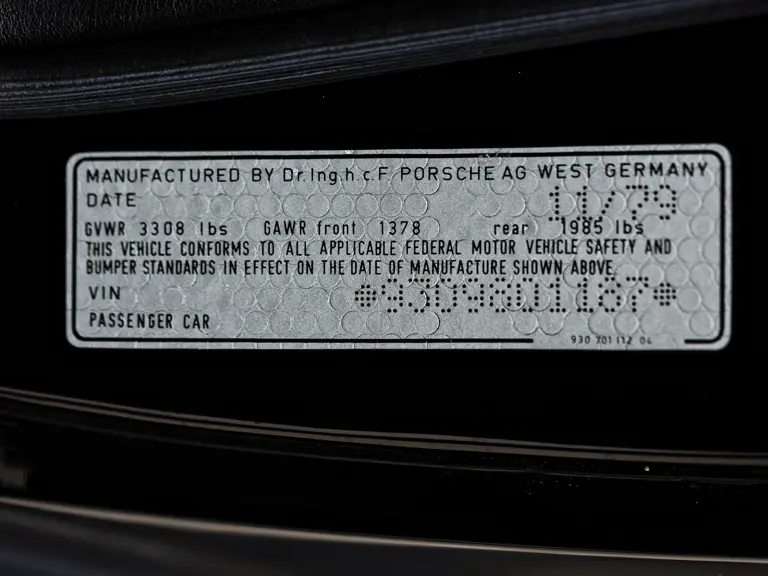 MANUFACTURED BY Dr.Ing.h.c.F. PORSCHE AG WEST GERMANY
DATE 11/79
GVWR 3308 lbs GAWR front 1378 rear 1985 lbs
THIS VEHICLE CONFORMS TO ALL APPLICABLE FEDERAL MOTOR VEHICLE SAFETY AND
BUMPER STANDARDS IN EFFECT ON THE DATE OF MANUFACTURE SHOWN ABOVE.
VIN *9309801167*
PASSENGER CAR
930 701 112 04